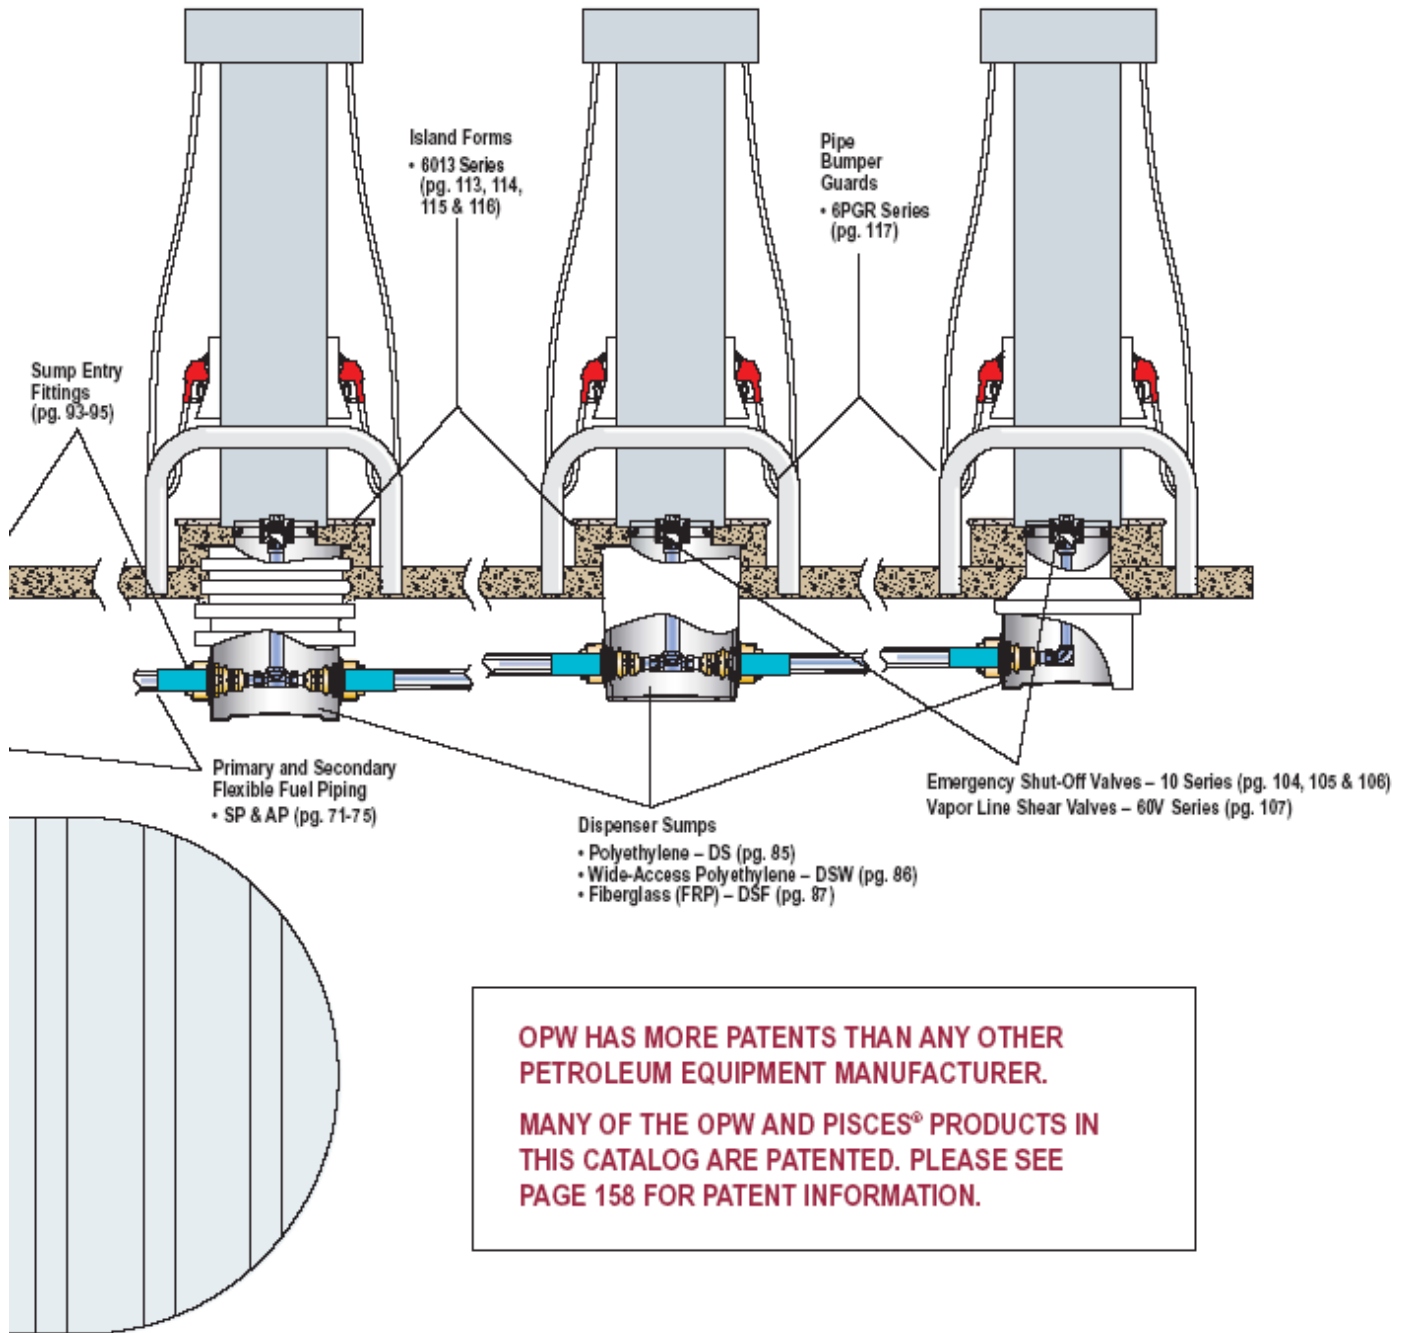 Island Forms
• 6013 Series
(pg. 113, 114,
115 & 116)
Pipe
Bumper
Guards
• 6PGR Series
(pg. 117)
Sump Entry
Fittings
(pg. 93-95)
Primary and Secondary
Flexible Fuel Piping
• SP & AP (pg. 71-75)
Dispenser Sumps
• Polyethylene – DS (pg. 85)
• Wide-Access Polyethylene – DSW (pg. 86)
• Fiberglass (FRP) – DSF (pg. 87)
Emergency Shut-Off Valves – 10 Series (pg. 104, 105 & 106)
Vapor Line Shear Valves – 60V Series (pg. 107)
OPW HAS MORE PATENTS THAN ANY OTHER
PETROLEUM EQUIPMENT MANUFACTURER.
MANY OF THE OPW AND PISCES® PRODUCTS IN
THIS CATALOG ARE PATENTED. PLEASE SEE
PAGE 158 FOR PATENT INFORMATION.